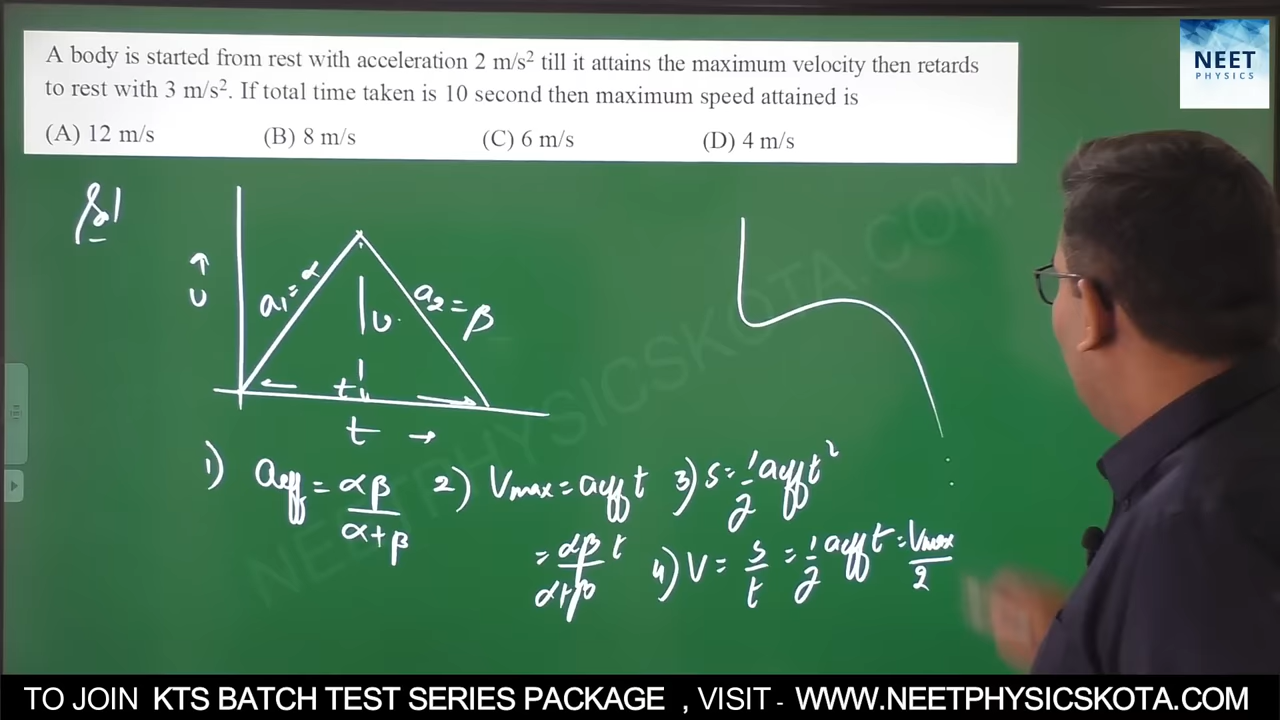 NEET
PHYSICS
A body is started from rest with acceleration 2 m/s² till it attains the maximum velocity then retards
to rest with 3 m/s². If total time taken is 10 second then maximum speed attained is
(A) 12 m/s (B) 8 m/s (C) 6 m/s (D) 4 m/s
Sol
↑
υ
a₁ = α
υ
a₂ = β
← t →
t →
1) aeff = αβ/(α+β) 2) Vmax = aeff t 3) s = 1/2 aeff t²
= αβ/(α+β) t 4) V = s/t = 1/2 aeff t = Vmax/2
NEETPHYSICSKOTA.COM
TO JOIN KTS BATCH TEST SERIES PACKAGE , VISIT - WWW.NEETPHYSICSKOTA.COM